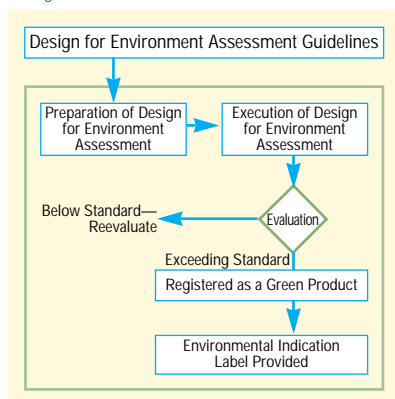 Design for Environment Assessment Guidelines
Preparation of Design
for Environment
Assessment
Execution of Design
for Environment
Assessment
Evaluation
Below Standard—
Reevaluate
Exceeding Standard
Registered as a Green Product
Environmental Indication
Label Provided